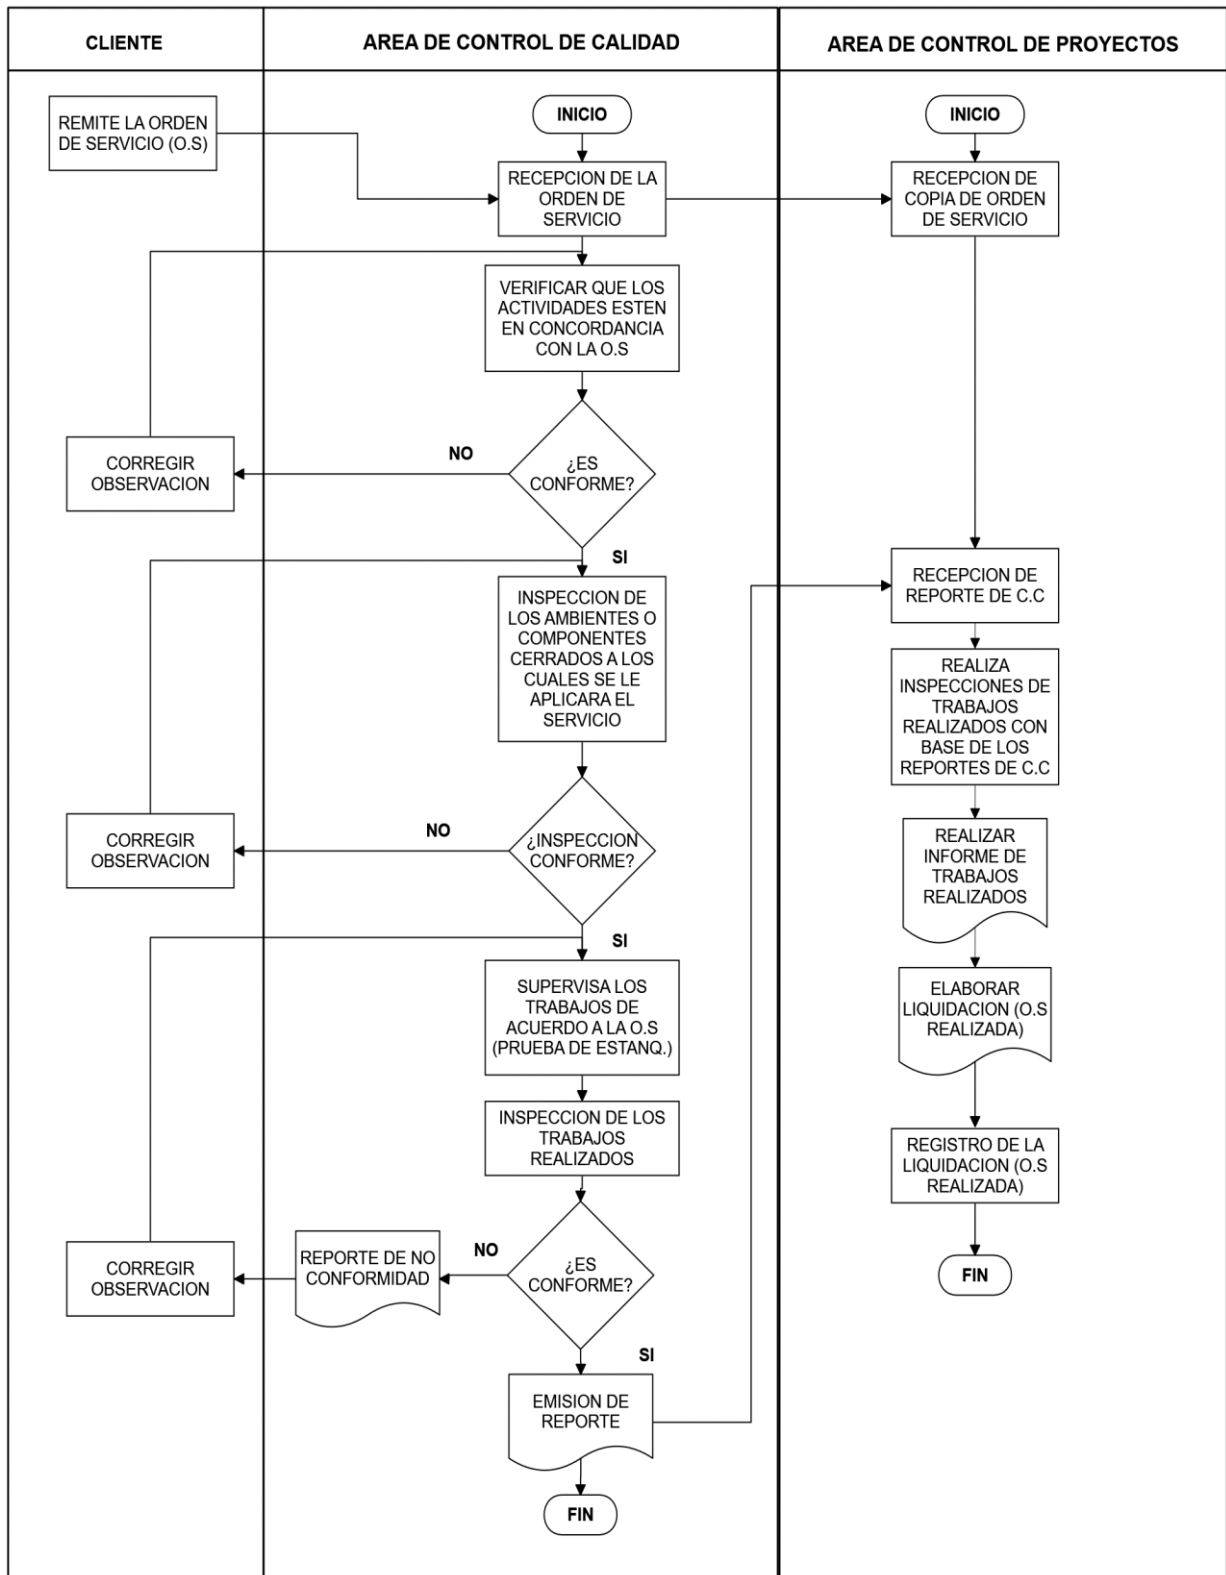 CLIENTE
AREA DE CONTROL DE CALIDAD
AREA DE CONTROL DE PROYECTOS
REMITE LA ORDEN
DE SERVICIO (O.S)
INICIO
RECEPCION DE LA
ORDEN DE
SERVICIO
VERIFICAR QUE LOS
ACTIVIDADES ESTEN
EN CONCORDANCIA
CON LA O.S
¿ES
CONFORME?
NO
CORREGIR
OBSERVACION
SI
INSPECCION DE
LOS AMBIENTES O
COMPONENTES
CERRADOS A LOS
CUALES SE LE
APLICARA EL
SERVICIO
¿INSPECCION
CONFORME?
NO
CORREGIR
OBSERVACION
SI
SUPERVISA LOS
TRABAJOS DE
ACUERDO A LA O.S
(PRUEBA DE ESTANQ.)
INSPECCION DE LOS
TRABAJOS
REALIZADOS
¿ES
CONFORME?
NO
REPORTE DE NO
CONFORMIDAD
CORREGIR
OBSERVACION
SI
EMISION DE
REPORTE
FIN
INICIO
RECEPCION DE
COPIA DE ORDEN
DE SERVICIO
RECEPCION DE
REPORTE DE C.C
REALIZA
INSPECCIONES DE
TRABAJOS
REALIZADOS CON
BASE DE LOS
REPORTES DE C.C
REALIZAR
INFORME DE
TRABAJOS
REALIZADOS
ELABORAR
LIQUIDACION (O.S
REALIZADA)
REGISTRO DE LA
LIQUIDACION (O.S
REALIZADA)
FIN